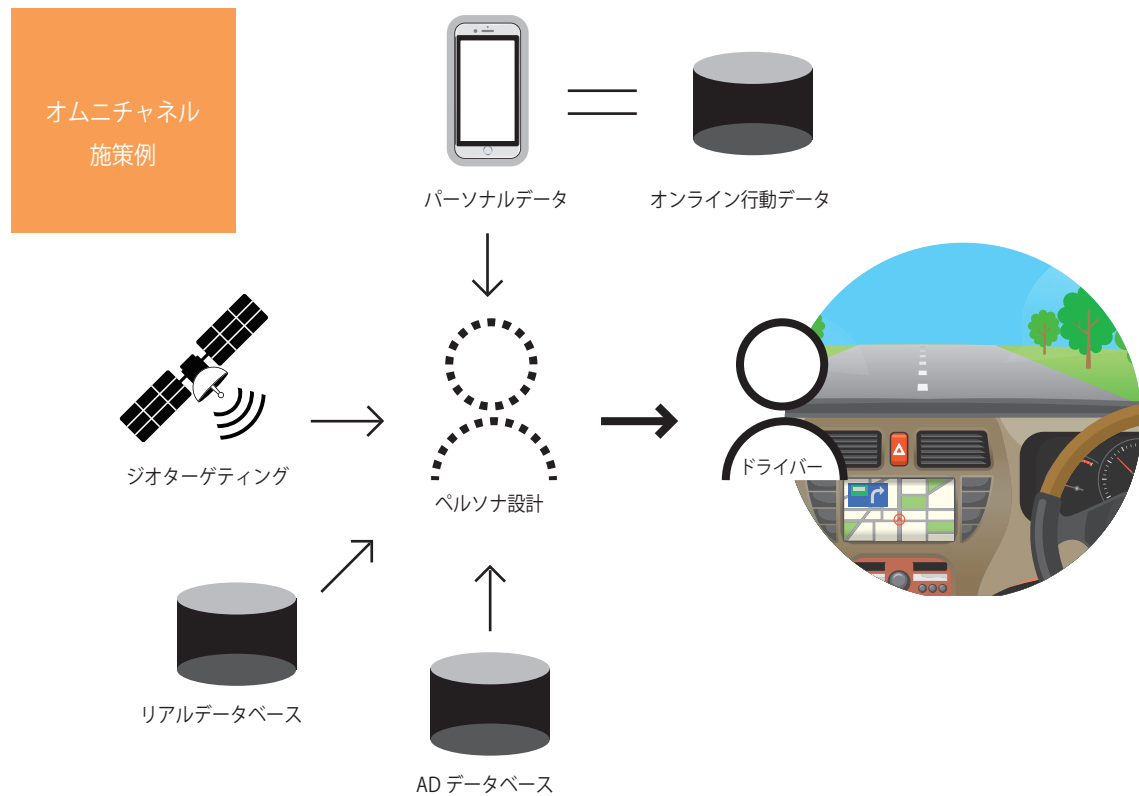 オムニチャネル
施策例
パーソナルデータ
オンライン行動データ
ジオターゲティング
ペルソナ設計
ドライバー
リアルデータベース
AD データベース